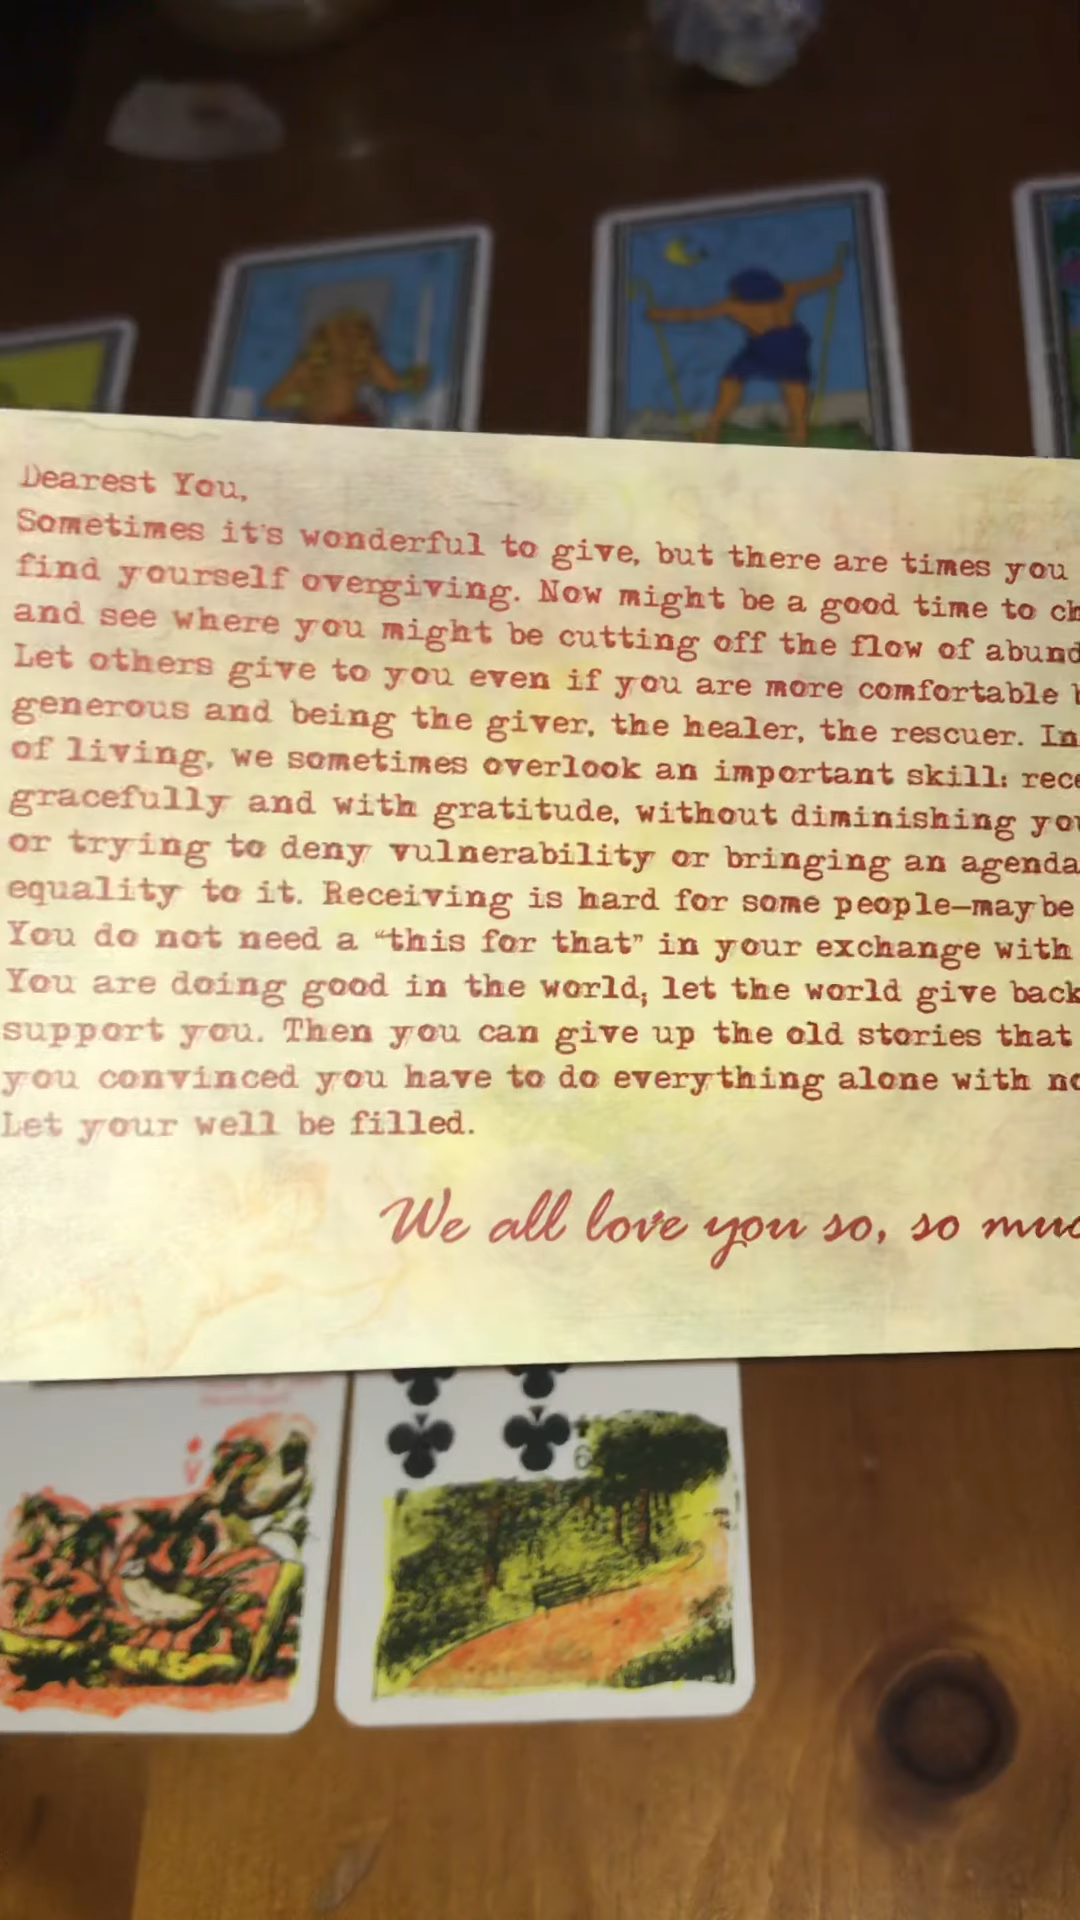 Dearest You,
Sometimes it's wonderful to give, but there are times you
find yourself overgiving. Now might be a good time to
and see where you might be cutting off the flow of
Let others give to you even if you are more comfortable
generous and being the giver, the healer, the rescuer. In
of living, we sometimes overlook an important skill:
gracefully and with gratitude, without diminishing
or trying to deny vulnerability or bringing an agenda
equality to it. Receiving is hard for some people—maybe
You do not need a “this for that” in your exchange with
You are doing good in the world; let the world give back
support you. Then you can give up the old stories that
you convinced you have to do everything alone with
Let your well be filled.
We all love you so, so
6